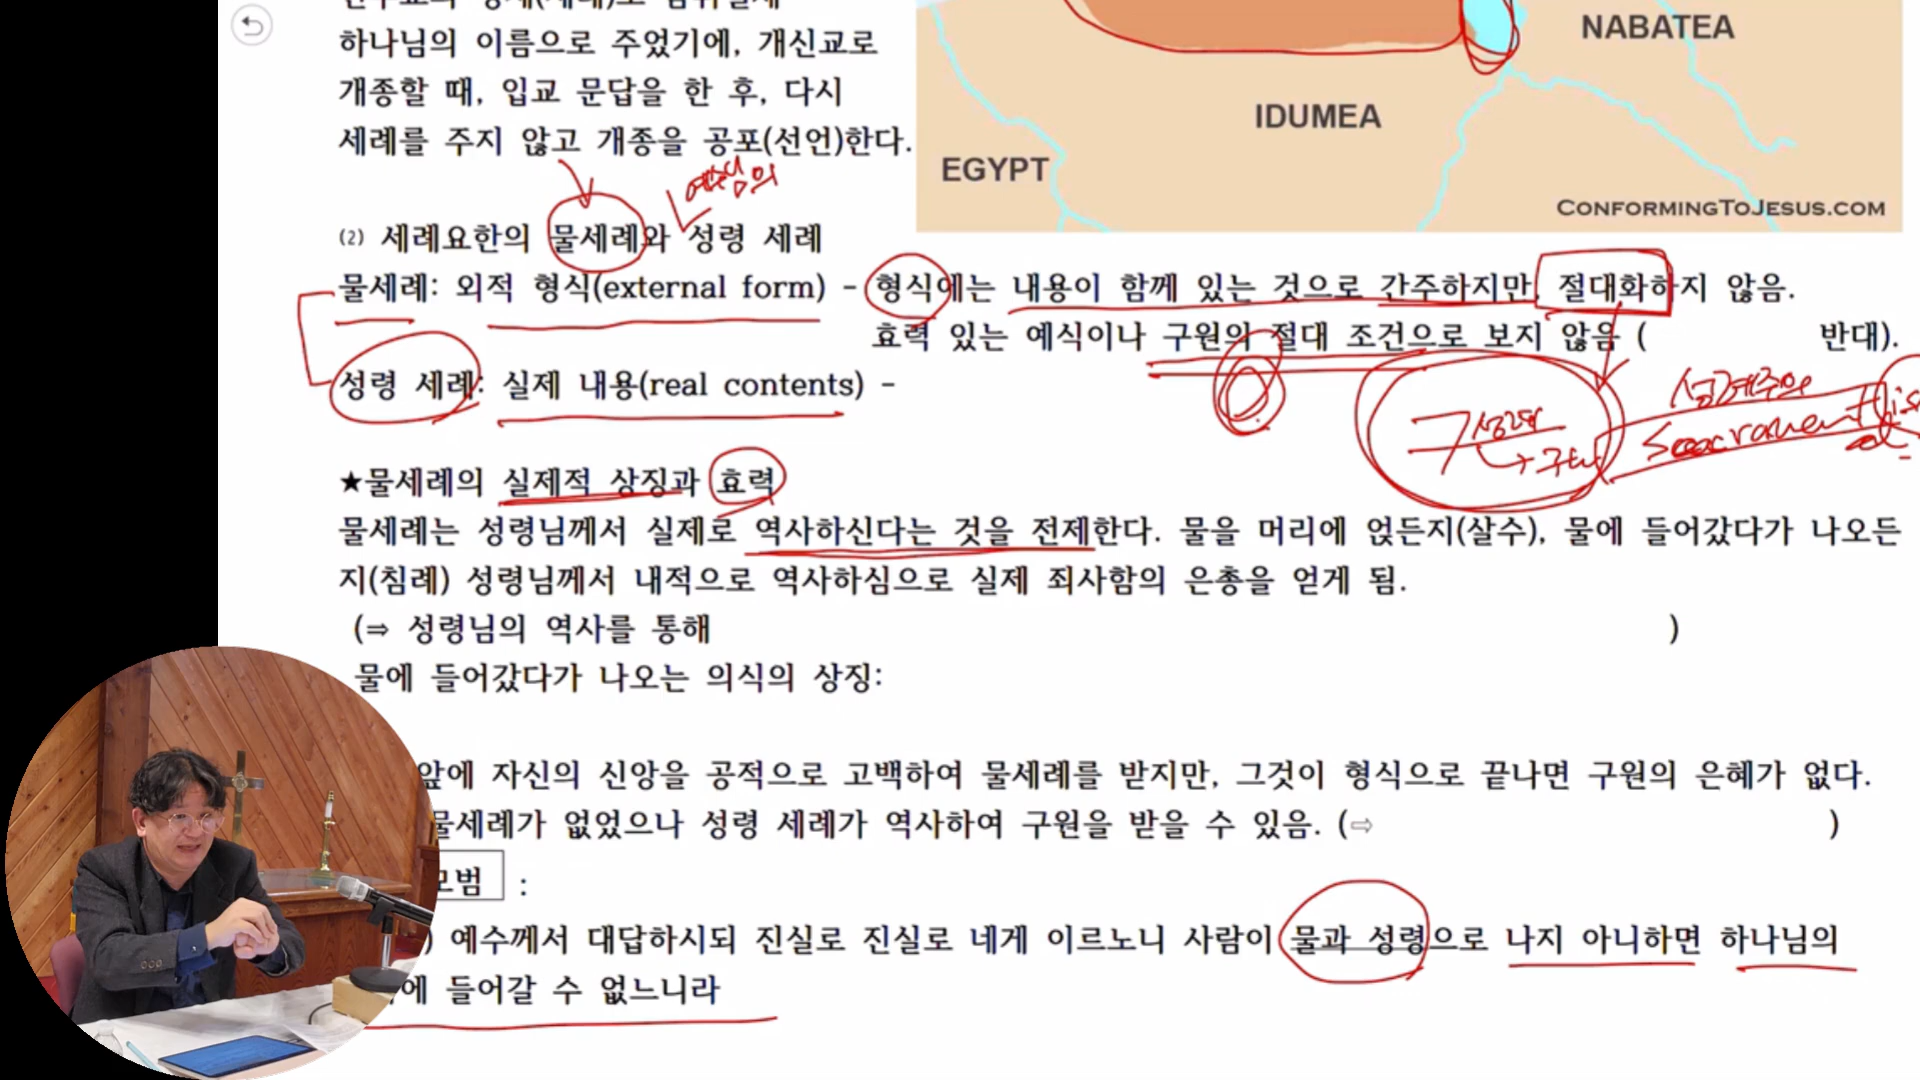 하나님의 이름으로 주었기에, 개신교로
개종할 때, 입교 문답을 한 후, 다시
세례를 주지 않고 개종을 공포(선언)한다.
NABATEA
IDUMEA
EGYPT
CONFORMINGTOJESUS.COM
예수님의
(2) 세례요한의 물세례와 성령 세례
물세례: 외적 형식(external form) - 형식에는 내용이 함께 있는 것으로 간주하지만, 절대화하지 않음.
효력 있는 예식이나 구원의 절대 조건으로 보지 않음 ( 반대).
성령 세례: 실제 내용(real contents) -
성례주의
★물세례의 실제적 상징과 효력
물세례는 성령님께서 실제로 역사하신다는 것을 전제한다. 물을 머리에 얹든지(살수), 물에 들어갔다가 나오든
지(침례) 성령님께서 내적으로 역사하심으로 실제 죄사함의 은총을 얻게 됨.
(⇒ 성령님의 역사를 통해 )
물에 들어갔다가 나오는 의식의 상징:
앞에 자신의 신앙을 공적으로 고백하여 물세례를 받지만, 그것이 형식으로 끝나면 구원의 은혜가 없다.
물세례가 없었으나 성령 세례가 역사하여 구원을 받을 수 있음. (⇨ )
모범 :
) 예수께서 대답하시되 진실로 진실로 네게 이르노니 사람이 물과 성령으로 나지 아니하면 하나님의
에 들어갈 수 없느니라